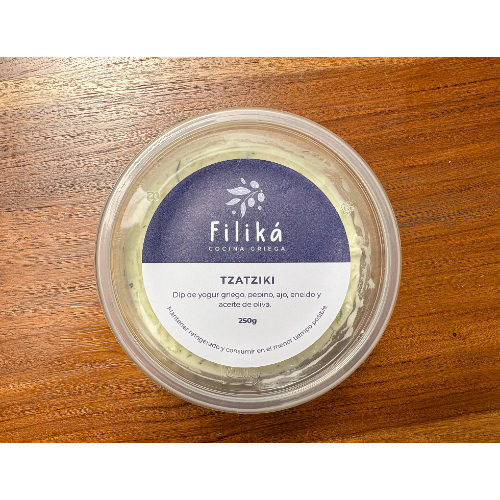 Filiká
COCINA GRIEGA
TZATZIKI
Dip de yogur griego, pepino, ajo, eneldo y
aceite de oliva.
250g
Mantener refrigerado y consumir en el menor tiempo posible.